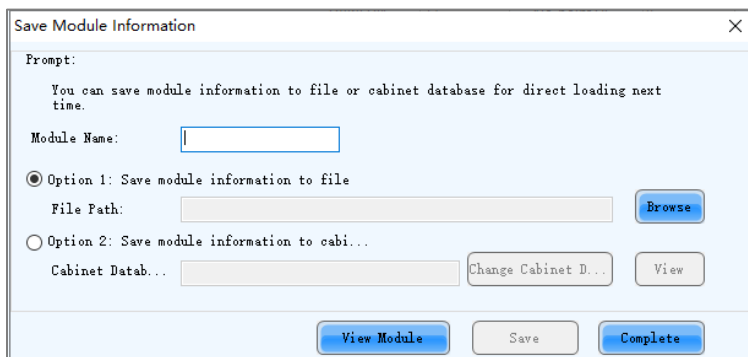 Save Module Information
Prompt:
You can save module information to file or cabinet database for direct loading next
time.
Module Name:
Option 1: Save module information to file
File Path:
Browse
Option 2: Save module information to cabi...
Cabinet Datab...
Change Cabinet D...
View
View Module
Save
Complete